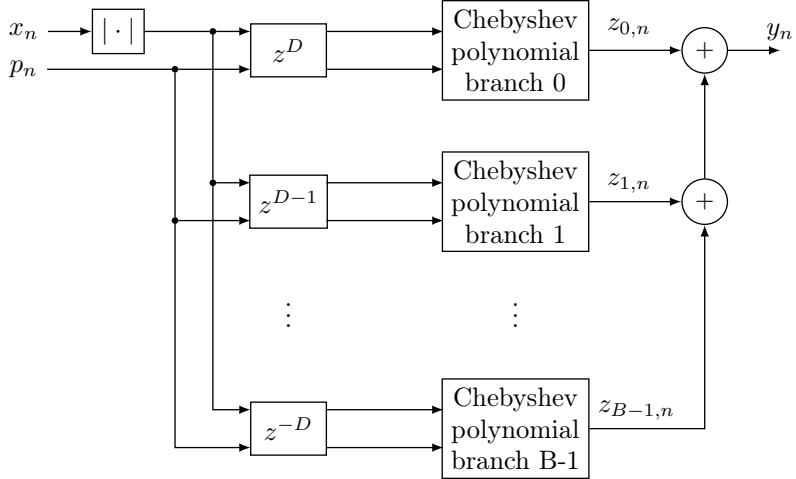 x_n
|·|
p_n
z^D
Chebyshev
polynomial
branch 0
z_{0,n}
+
y_n
z^{D−1}
Chebyshev
polynomial
branch 1
z_{1,n}
+
⋮
⋮
z^{−D}
Chebyshev
polynomial
branch B-1
z_{B−1,n}